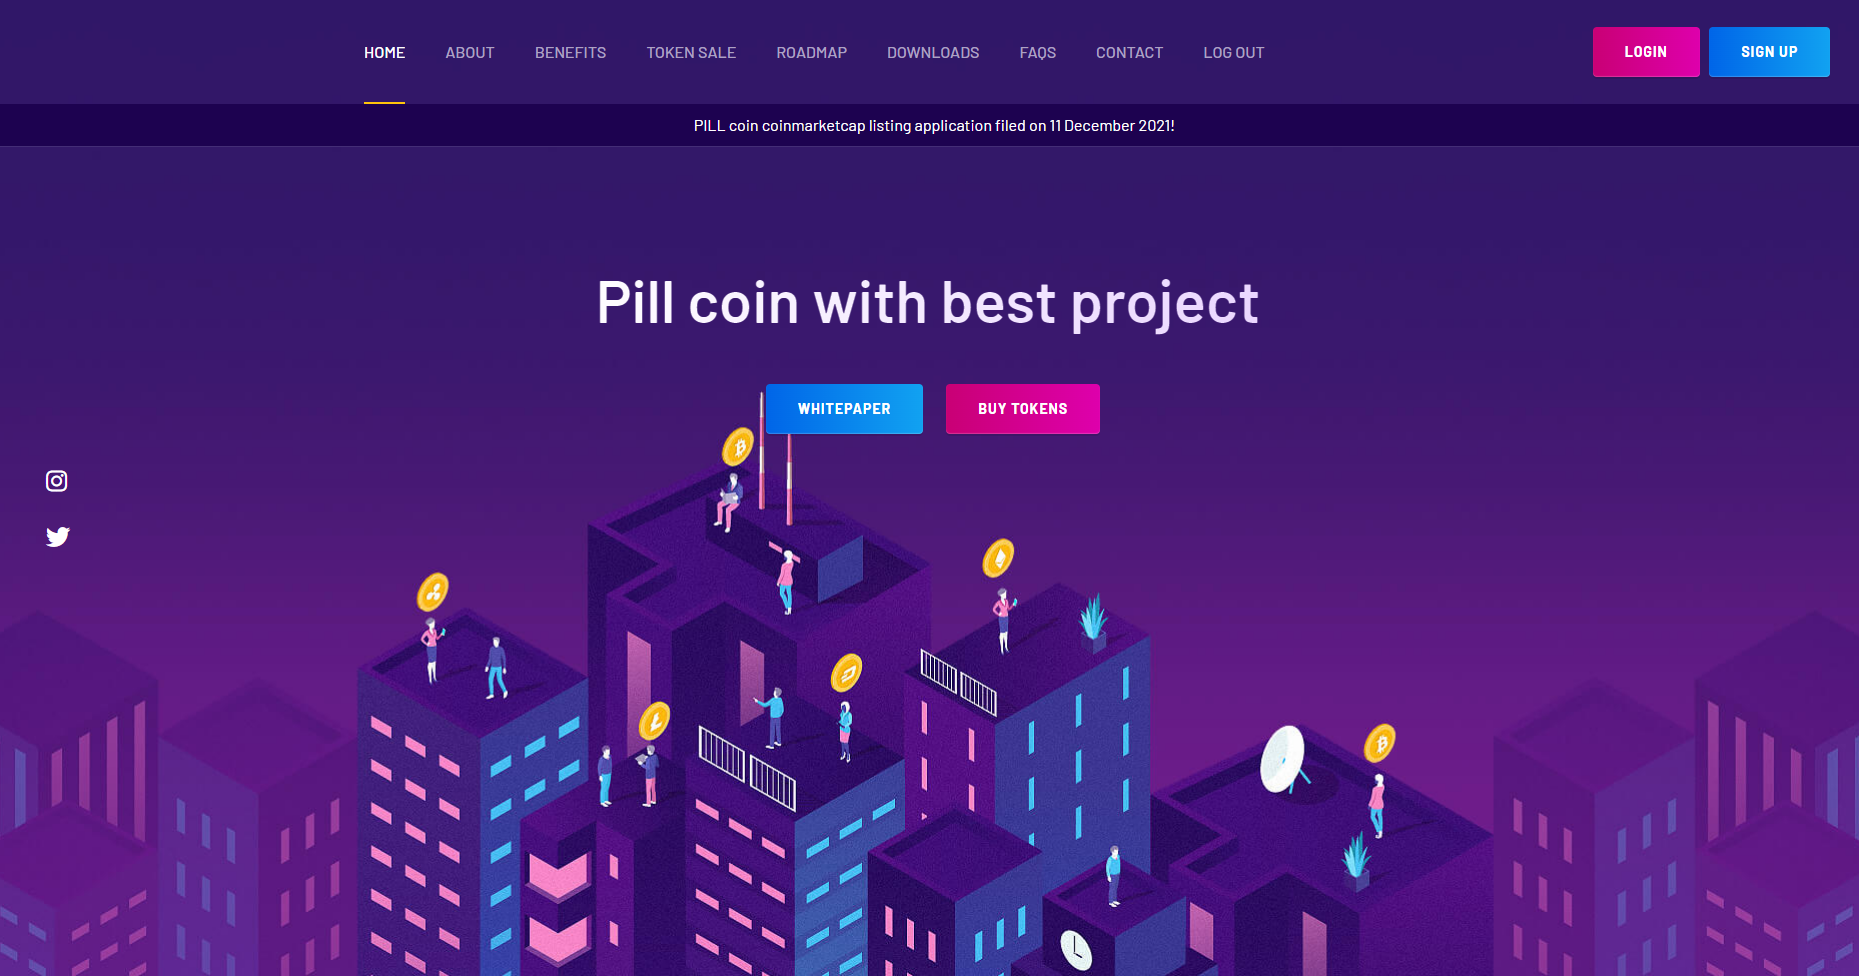 HOME ABOUT BENEFITS TOKEN SALE ROADMAP DOWNLOADS FAQS CONTACT LOG OUT LOGIN SIGN UP
PILL coin coinmarketcap listing application filed on 11 December 2021!
Pill coin with best project
WHITEPAPER BUY TOKENS